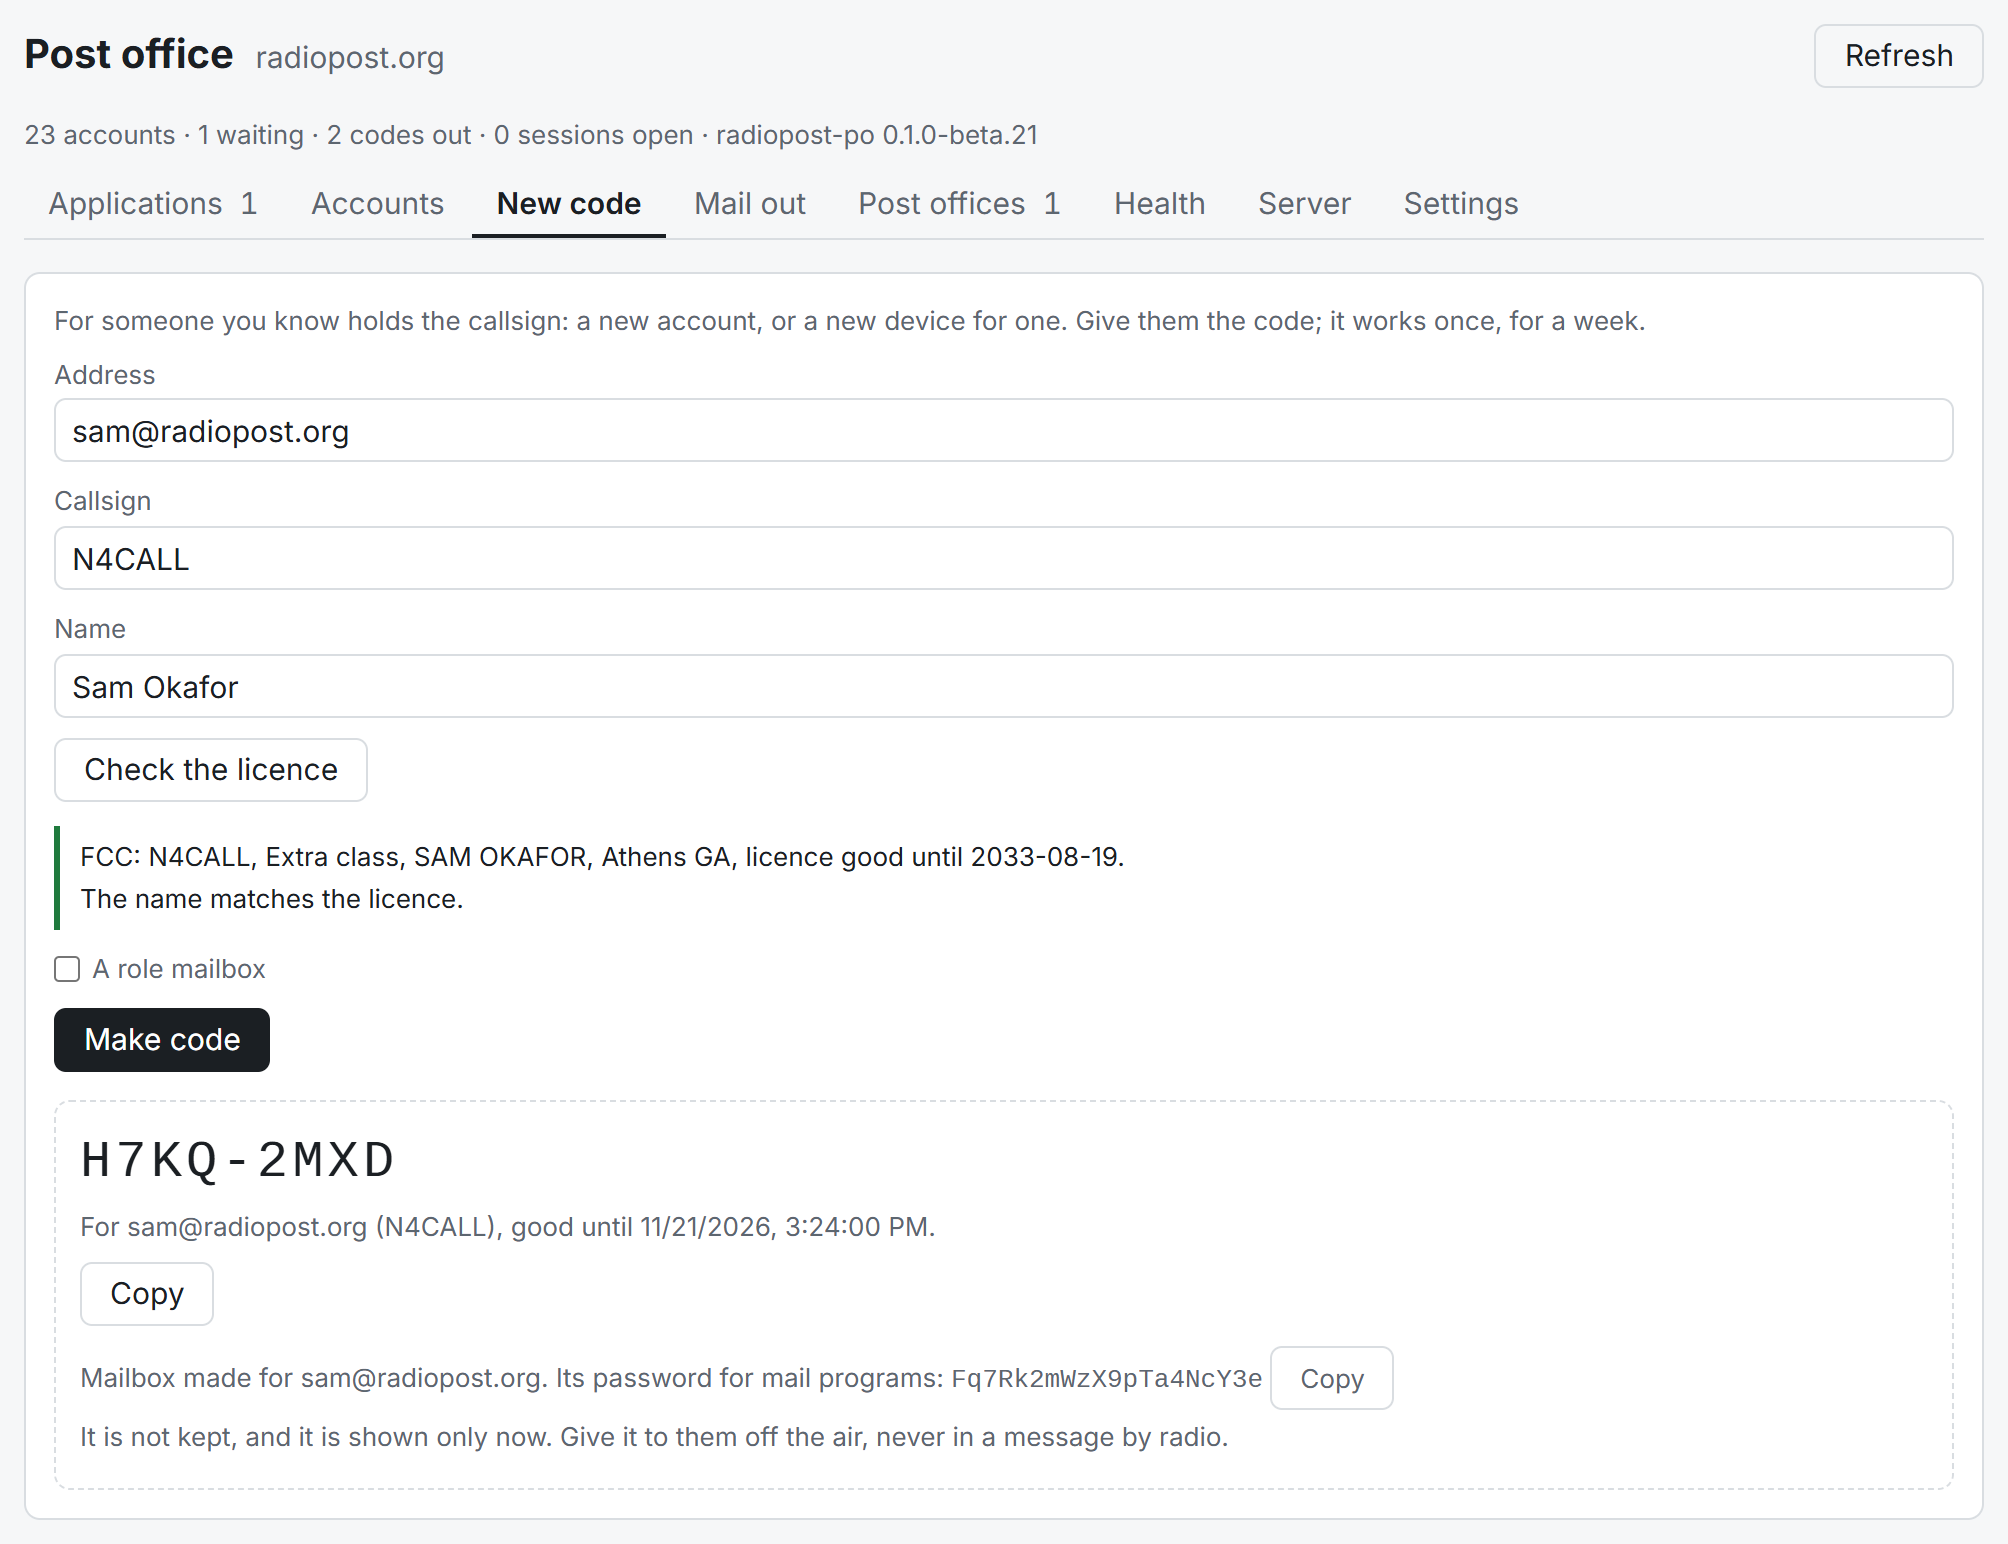 Post office radiopost.org
Refresh
23 accounts · 1 waiting · 2 codes out · 0 sessions open · radiopost-po 0.1.0-beta.21
Applications 1 Accounts New code Mail out Post offices 1 Health Server Settings
For someone you know holds the callsign: a new account, or a new device for one. Give them the code; it works once, for a week.
Address
sam@radiopost.org
Callsign
N4CALL
Name
Sam Okafor
Check the licence
FCC: N4CALL, Extra class, SAM OKAFOR, Athens GA, licence good until 2033-08-19.
The name matches the licence.
A role mailbox
Make code
H7KQ-2MXD
For sam@radiopost.org (N4CALL), good until 11/21/2026, 3:24:00 PM.
Copy
Mailbox made for sam@radiopost.org. Its password for mail programs: Fq7Rk2mWzX9pTa4NcY3e Copy
It is not kept, and it is shown only now. Give it to them off the air, never in a message by radio.